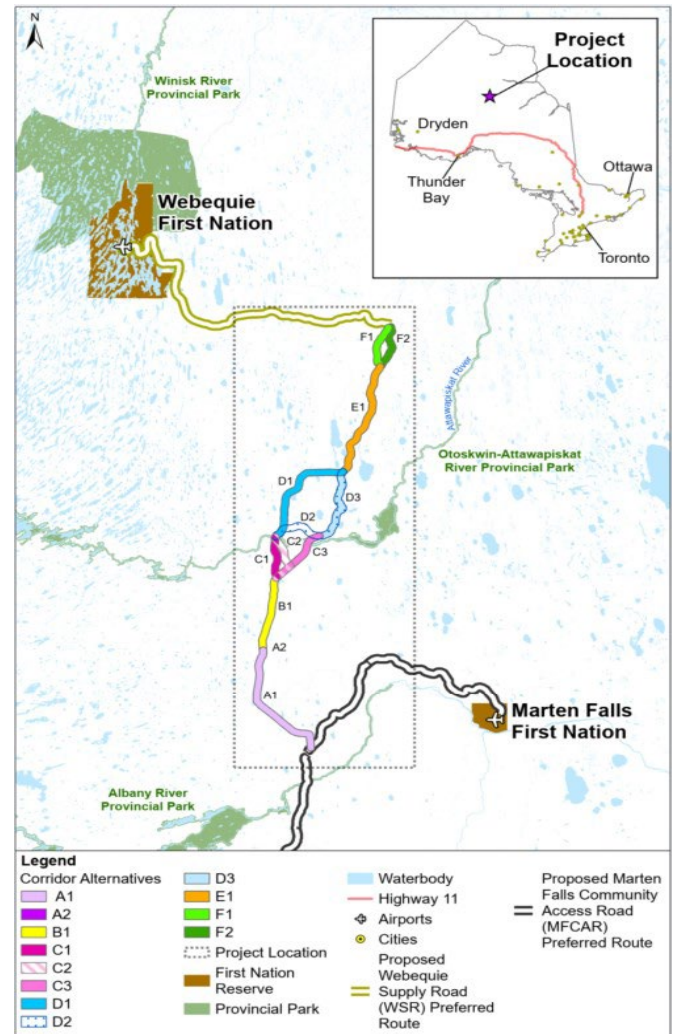 N
Winisk River
Provincial Park
Project
Location
Dryden
Thunder
Bay
Ottawa
Toronto
Webequie
First Nation
F1
F2
E1
Attawapiskat River
Otoskwin-Attawapiskat
River Provincial Park
D1
D3
D2
C2
C3
C1
B1
A2
A1
Marten Falls
First Nation
Albany River
Provincial Park
Legend
Corridor Alternatives
A1
A2
B1
C1
C2
C3
D1
D2
D3
E1
F1
F2
Project Location
First Nation
Reserve
Provincial Park
Waterbody
Highway 11
Airports
Cities
Proposed
Webequie
Supply Road
(WSR) Preferred
Route
Proposed Marten
Falls Community
Access Road
(MFCAR)
Preferred Route